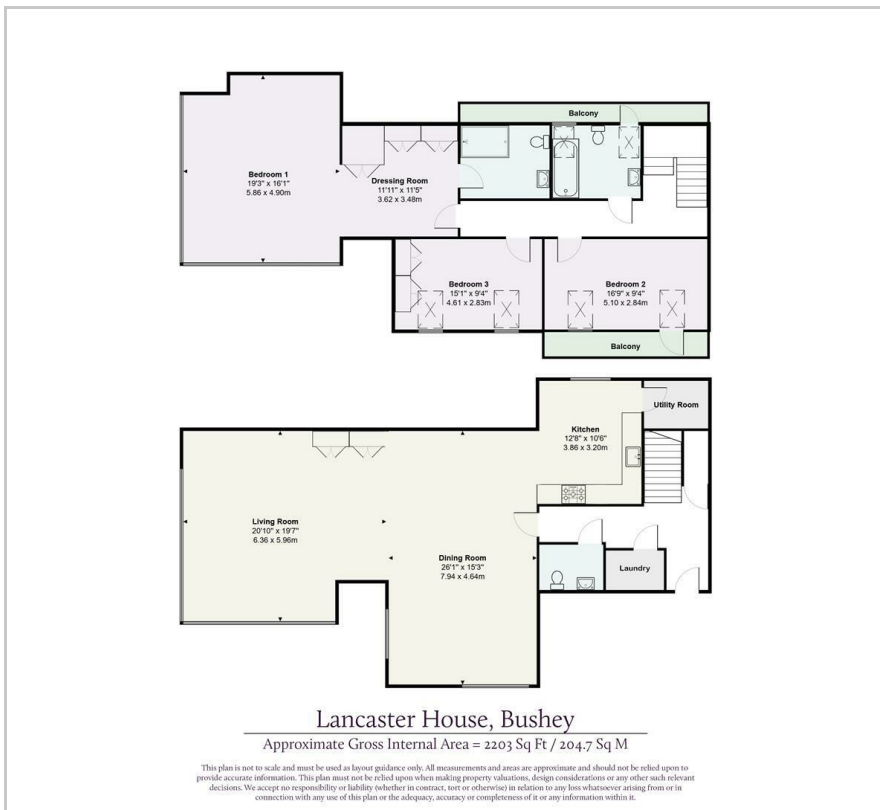 Balcony
Bedroom 1
19'3" x 16'1"
5.86 x 4.90m
Dressing Room
11'11" x 11'5"
3.62 x 3.48m
Bedroom 3
15'1" x 9'4"
4.61 x 2.83m
Bedroom 2
16'9" x 9'4"
5.10 x 2.84m
Balcony
Kitchen
12'8" x 10'6"
3.86 x 3.20m
Utility Room
Living Room
20'10" x 19'7"
6.36 x 5.96m
Dining Room
26'1" x 15'3"
7.94 x 4.64m
Laundry
Lancaster House, Bushey
Approximate Gross Internal Area = 2203 Sq Ft / 204.7 Sq M
This plan is not to scale and must be used as layout guidance only. All measurements and areas are approximate and should not be relied upon to
provide accurate information. This plan must not be relied upon when making property valuations, design considerations or any other such relevant
decisions. We accept no responsibility or liability (whether in contract, tort or otherwise) in relation to any loss whatsoever arising from or in
connection with any use of this plan or the adequacy, accuracy or completeness of it or any information within it.